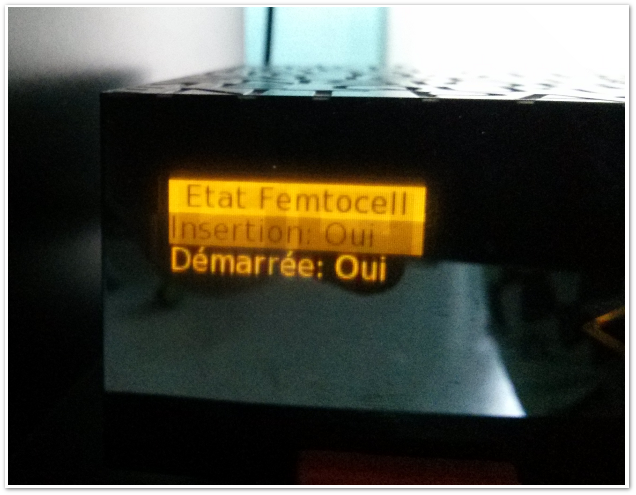 Etat Femtocell
Insertion: Oui
Démarrée: Oui